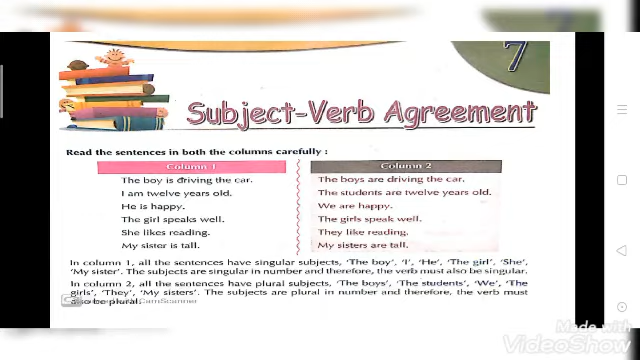 7
7
Subject-Verb Agreement
Read the sentences in both the columns carefully :
Column 1
The boy is driving the car.
I am twelve years old.
He is happy.
The girl speaks well.
She likes reading.
My sister is tall.
Column 2
The boys are driving the car.
The students are twelve years old.
We are happy.
The girls speak well.
They like reading.
My sisters are tall.
In column 1, all the sentences have singular subjects, 'The boy', 'I', 'He', 'The girl', 'She',
'My sister'. The subjects are singular in number and therefore, the verb must also be singular.
In column 2, all the sentences have plural subjects, 'The boys', 'The students', 'We', 'The
girls', 'They', 'My sisters'. The subjects are plural in number and therefore, the verb must
also be plural.
CS CamScanner
Made with
VideoShow